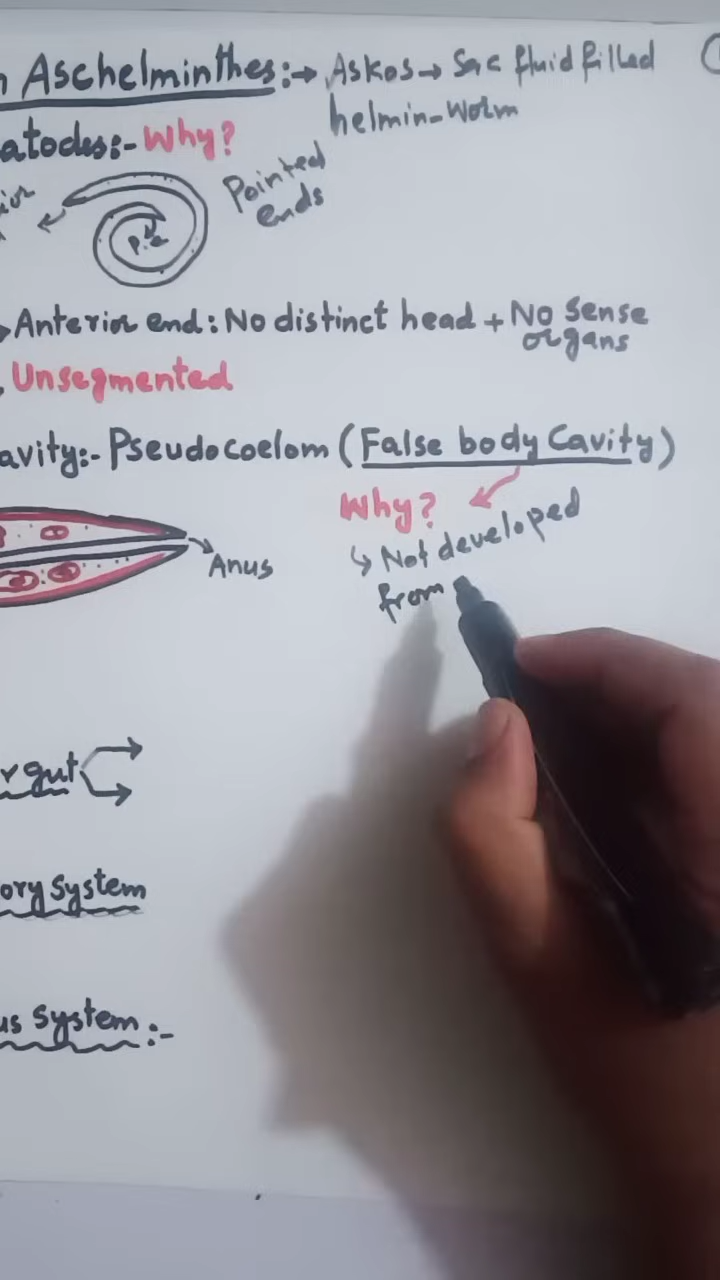 n Aschelminthes:→ Askos→ Sac fluid filled
helmin-Worm
atodes:- Why?
Pointed
ends
P.e
Anterior end: No distinct head + No Sense
organs
Unsegmented
avity:- Pseudocoelom (False body Cavity)
Why?
↳ Not developed
from
Anus
r gut
ory System
us System:-